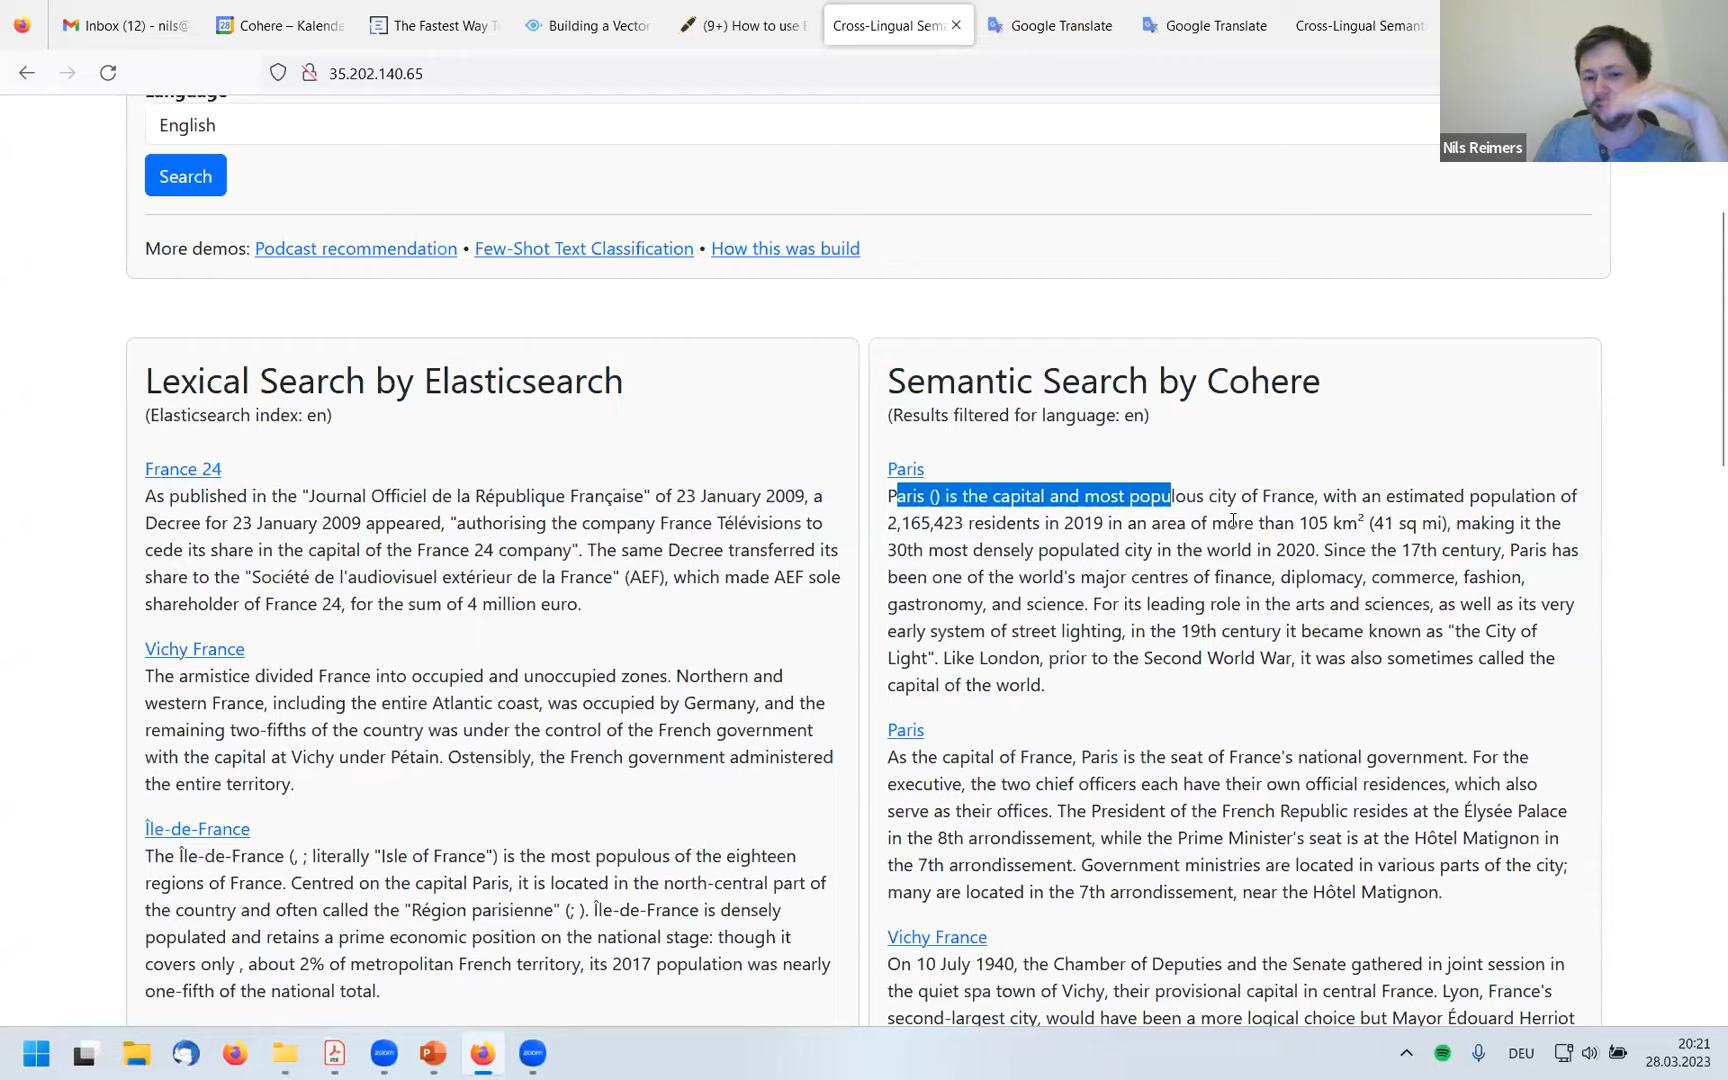 Inbox (12) - nils@
Cohere – Kalende
The Fastest Way T
Building a Vector
(9+) How to use E
Cross-Lingual Sema
Google Translate
Google Translate
Cross-Lingual Semant
35.202.140.65
Nils Reimers
Language
English
Search
More demos: Podcast recommendation • Few-Shot Text Classification • How this was build
Lexical Search by Elasticsearch
(Elasticsearch index: en)
France 24
As published in the "Journal Officiel de la République Française" of 23 January 2009, a
Decree for 23 January 2009 appeared, "authorising the company France Télévisions to
cede its share in the capital of the France 24 company". The same Decree transferred its
share to the "Société de l'audiovisuel extérieur de la France" (AEF), which made AEF sole
shareholder of France 24, for the sum of 4 million euro.
Vichy France
The armistice divided France into occupied and unoccupied zones. Northern and
western France, including the entire Atlantic coast, was occupied by Germany, and the
remaining two-fifths of the country was under the control of the French government
with the capital at Vichy under Pétain. Ostensibly, the French government administered
the entire territory.
Île-de-France
The Île-de-France (, ; literally "Isle of France") is the most populous of the eighteen
regions of France. Centred on the capital Paris, it is located in the north-central part of
the country and often called the "Région parisienne" (; ). Île-de-France is densely
populated and retains a prime economic position on the national stage: though it
covers only , about 2% of metropolitan French territory, its 2017 population was nearly
one-fifth of the national total.
Semantic Search by Cohere
(Results filtered for language: en)
Paris
Paris () is the capital and most populous city of France, with an estimated population of
2,165,423 residents in 2019 in an area of more than 105 km² (41 sq mi), making it the
30th most densely populated city in the world in 2020. Since the 17th century, Paris has
been one of the world's major centres of finance, diplomacy, commerce, fashion,
gastronomy, and science. For its leading role in the arts and sciences, as well as its very
early system of street lighting, in the 19th century it became known as "the City of
Light". Like London, prior to the Second World War, it was also sometimes called the
capital of the world.
Paris
As the capital of France, Paris is the seat of France's national government. For the
executive, the two chief officers each have their own official residences, which also
serve as their offices. The President of the French Republic resides at the Élysée Palace
in the 8th arrondissement, while the Prime Minister's seat is at the Hôtel Matignon in
the 7th arrondissement. Government ministries are located in various parts of the city;
many are located in the 7th arrondissement, near the Hôtel Matignon.
Vichy France
On 10 July 1940, the Chamber of Deputies and the Senate gathered in joint session in
the quiet spa town of Vichy, their provisional capital in central France. Lyon, France's
second-largest city, would have been a more logical choice but Mayor Édouard Herriot
zoom
zoom
DEU
20:21
28.03.2023